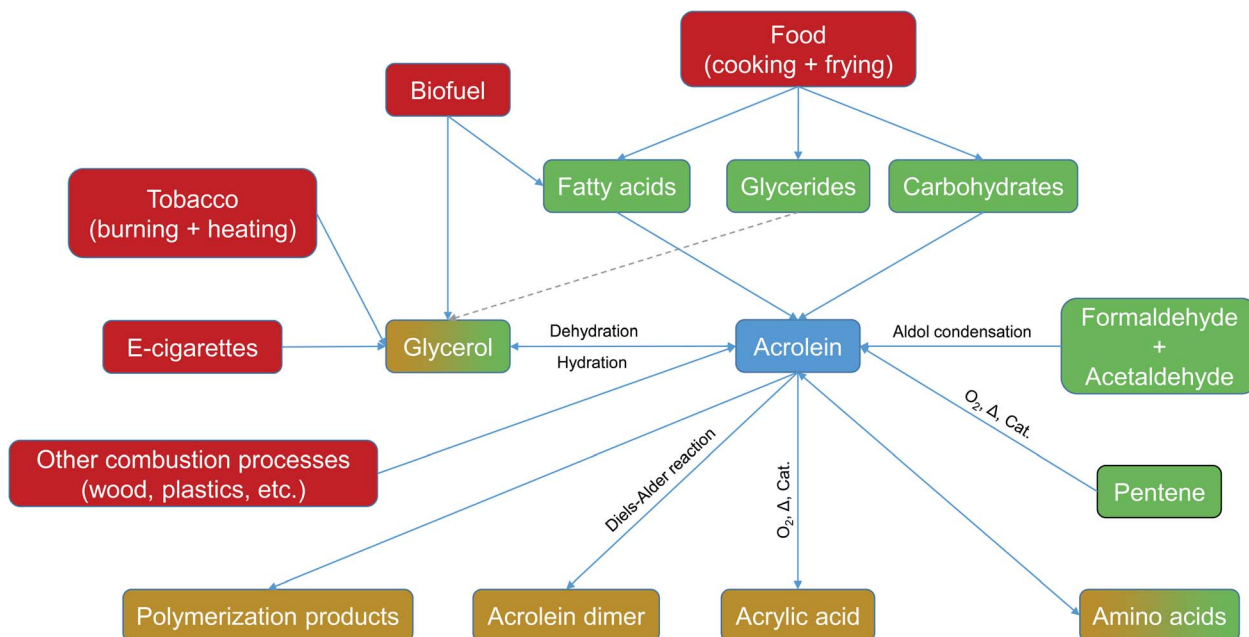 Food
(cooking + frying)
Biofuel
Fatty acids
Glycerides
Carbohydrates
Tobacco
(burning + heating)
E-cigarettes
Glycerol
Dehydration
Hydration
Acrolein
Aldol condensation
Formaldehyde
+
Acetaldehyde
O₂, Δ, Cat.
Pentene
Other combustion processes
(wood, plastics, etc.)
Diels-Alder reaction
O₂, Δ, Cat.
Polymerization products
Acrolein dimer
Acrylic acid
Amino acids